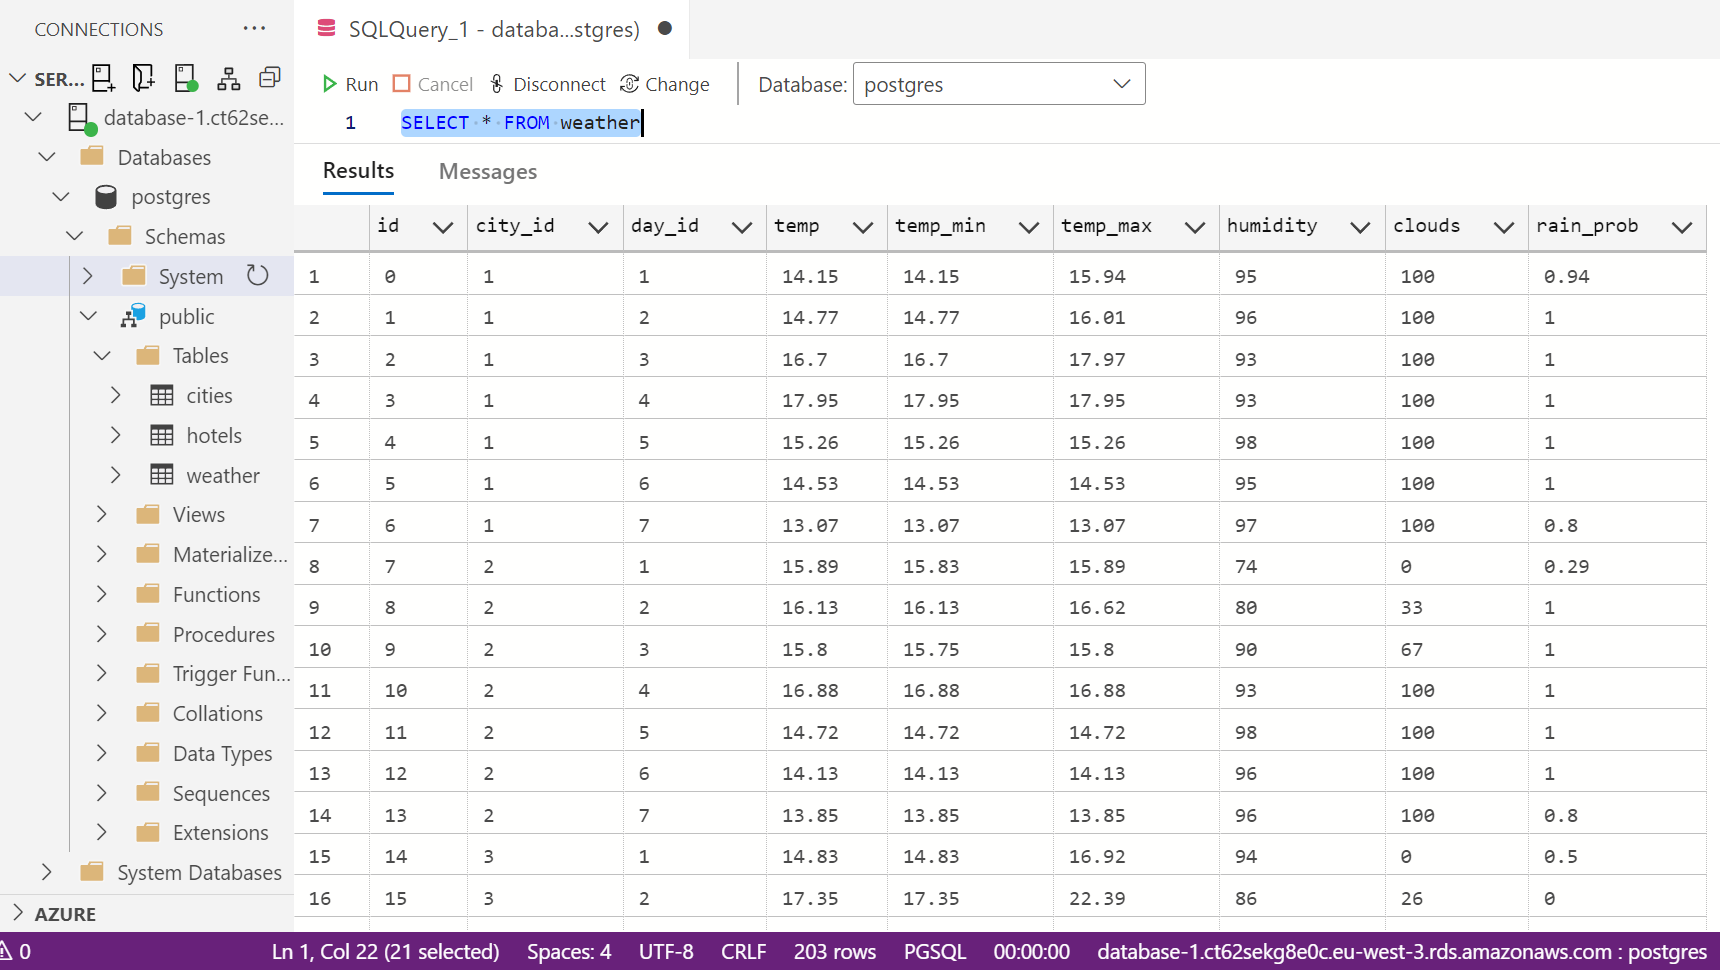 CONNECTIONS ···
SER...
database-1.ct62se...
Databases
postgres
Schemas
System
public
Tables
cities
hotels
weather
Views
Materialize...
Functions
Procedures
Trigger Fun...
Collations
Data Types
Sequences
Extensions
System Databases
AZURE
SQLQuery_1 - databa...stgres)
Run Cancel Disconnect Change Database: postgres
1 SELECT * FROM weather
Results Messages
id city_id day_id temp temp_min temp_max humidity clouds rain_prob
1 0 1 1 14.15 14.15 15.94 95 100 0.94
2 1 1 2 14.77 14.77 16.01 96 100 1
3 2 1 3 16.7 16.7 17.97 93 100 1
4 3 1 4 17.95 17.95 17.95 93 100 1
5 4 1 5 15.26 15.26 15.26 98 100 1
6 5 1 6 14.53 14.53 14.53 95 100 1
7 6 1 7 13.07 13.07 13.07 97 100 0.8
8 7 2 1 15.89 15.83 15.89 74 0 0.29
9 8 2 2 16.13 16.13 16.62 80 33 1
10 9 2 3 15.8 15.75 15.8 90 67 1
11 10 2 4 16.88 16.88 16.88 93 100 1
12 11 2 5 14.72 14.72 14.72 98 100 1
13 12 2 6 14.13 14.13 14.13 96 100 1
14 13 2 7 13.85 13.85 13.85 96 100 0.8
15 14 3 1 14.83 14.83 16.92 94 0 0.5
16 15 3 2 17.35 17.35 22.39 86 26 0
0 Ln 1, Col 22 (21 selected) Spaces: 4 UTF-8 CRLF 203 rows PGSQL 00:00:00 database-1.ct62sekg8e0c.eu-west-3.rds.amazonaws.com : postgres